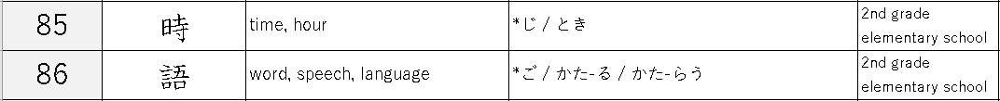 85 時 time, hour *じ / とき 2nd grade elementary school
86 語 word, speech, language *ご / かた-る / かた-らう 2nd grade elementary school